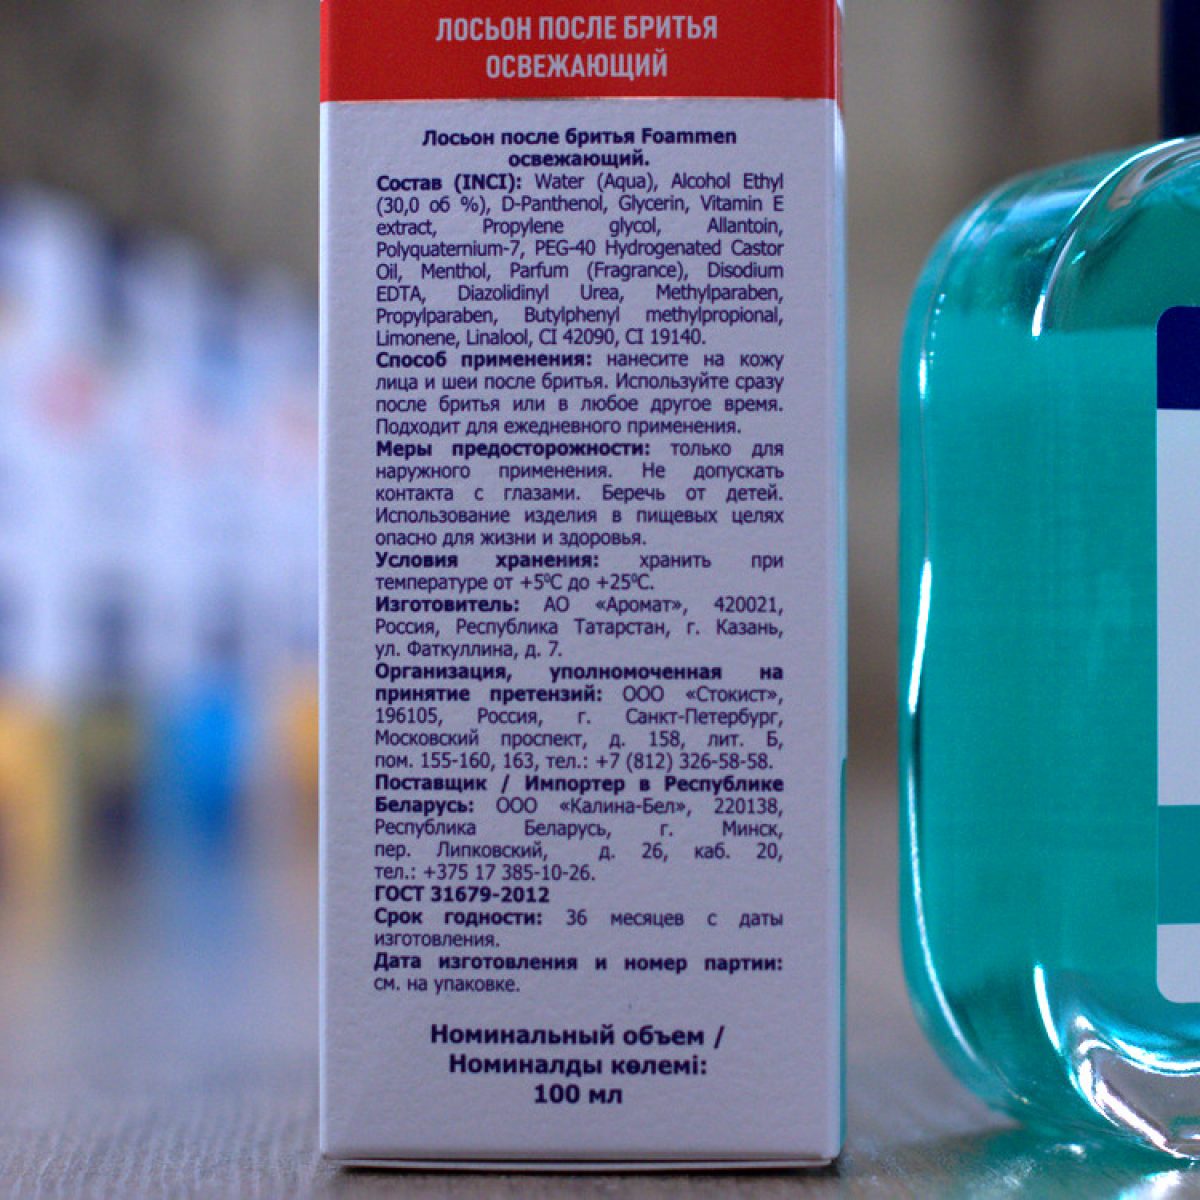 ЛОСЬОН ПОСЛЕ БРИТЬЯ
ОСВЕЖАЮЩИЙ
Лосьон после бритья Foammen
освежающий.
Состав (INCI): Water (Aqua), Alcohol Ethyl
(30,0 об %), D-Panthenol, Glycerin, Vitamin E
extract, Propylene glycol, Allantoin,
Polyquaternium-7, PEG-40 Hydrogenated Castor
Oil, Menthol, Parfum (Fragrance), Disodium
EDTA, Diazolidinyl Urea, Methylparaben,
Propylparaben, Butylphenyl methylpropional,
Limonene, Linalool, CI 42090, CI 19140.
Способ применения: нанесите на кожу
лица и шеи после бритья. Используйте сразу
после бритья или в любое другое время.
Подходит для ежедневного применения.
Меры предосторожности: только для
наружного применения. Не допускать
контакта с глазами. Беречь от детей.
Использование изделия в пищевых целях
опасно для жизни и здоровья.
Условия хранения: хранить при
температуре от +5⁰С до +25⁰С.
Изготовитель: АО «Аромат», 420021,
Россия, Республика Татарстан, г. Казань,
ул. Фаткуллина, д. 7.
Организация, уполномоченная на
принятие претензий: ООО «Стокист»,
196105, Россия, г. Санкт-Петербург,
Московский проспект, д. 158, лит. Б,
пом. 155-160, 163, тел.: +7 (812) 326-58-58.
Поставщик / Импортер в Республике
Беларусь: ООО «Калина-Бел», 220138,
Республика Беларусь, г. Минск,
пер. Липковский, д. 26, каб. 20,
тел.: +375 17 385-10-26.
ГОСТ 31679-2012
Срок годности: 36 месяцев с даты
изготовления.
Дата изготовления и номер партии:
см. на упаковке.
Номинальный объем /
Номиналды көлемі:
100 мл